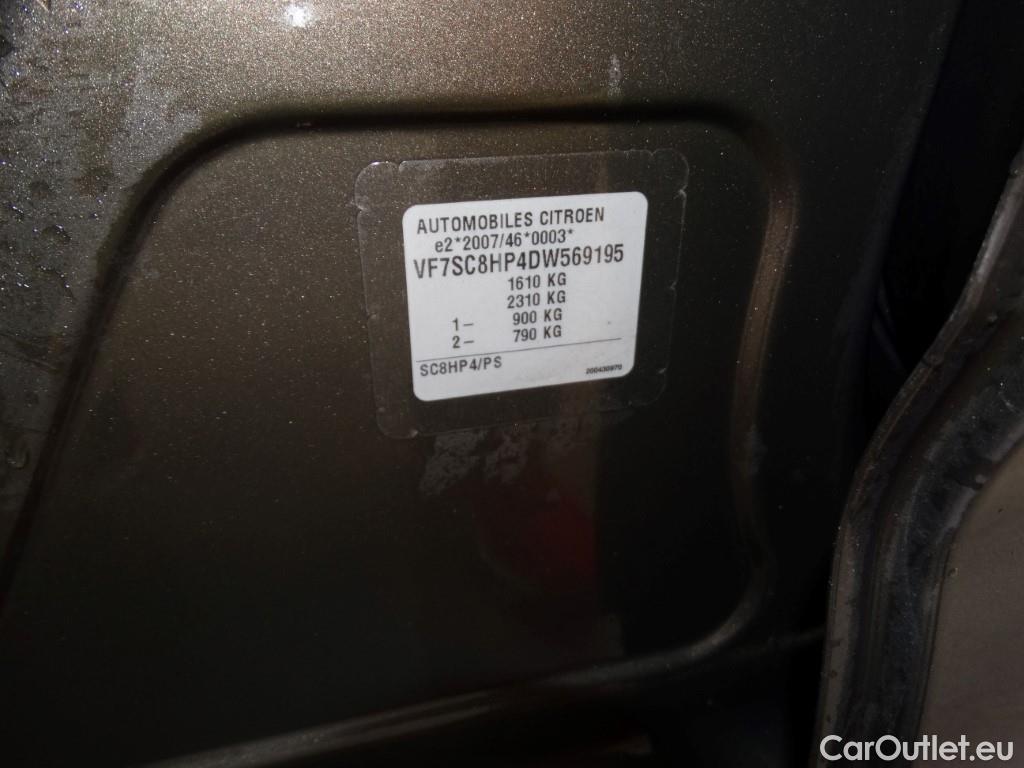 AUTOMOBILES CITROEN
e2*2007/46*0003*
VF7SC8HP4DW569195
1610 KG
2310 KG
1– 900 KG
2– 790 KG
SC8HP4/PS 200430970
CarOutlet.eu